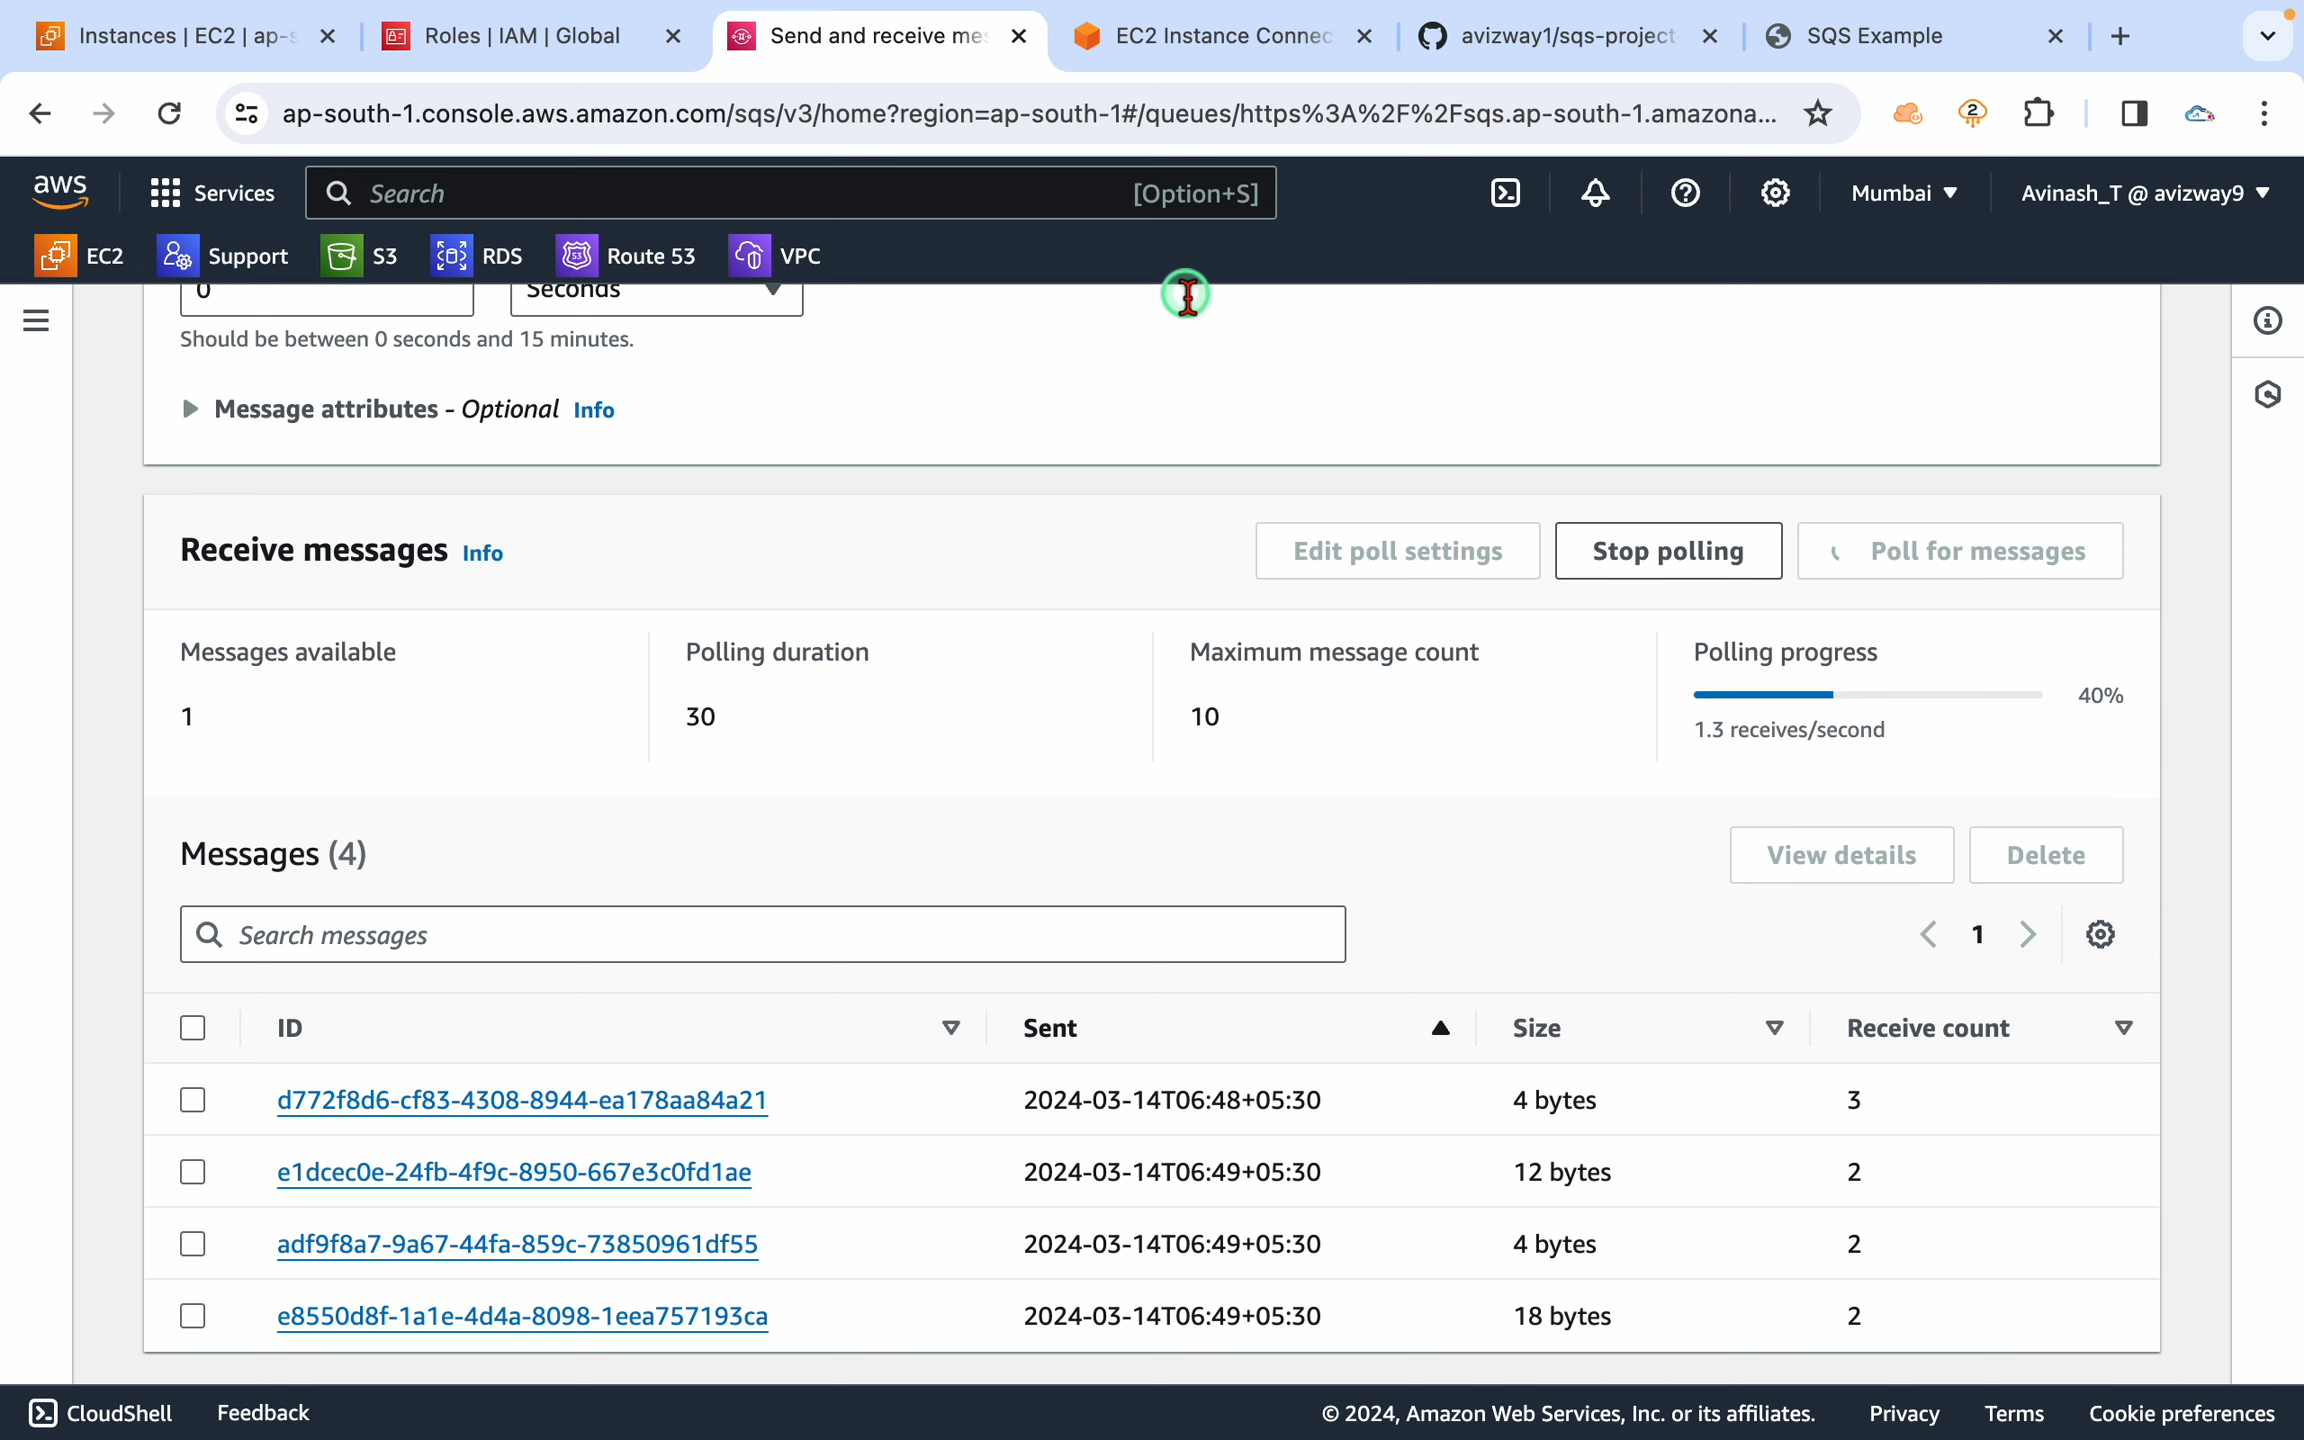 Instances | EC2 | ap-s
Roles | IAM | Global
Send and receive mes
EC2 Instance Connec
avizway1/sqs-project
SQS Example
ap-south-1.console.aws.amazon.com/sqs/v3/home?region=ap-south-1#/queues/https%3A%2F%2Fsqs.ap-south-1.amazona...
2
aws
Services
Search
[Option+S]
Mumbai
Avinash_T @ avizway9
EC2
Support
S3
RDS
53
Route 53
VPC
0
Seconds
Should be between 0 seconds and 15 minutes.
Message attributes - Optional Info
Receive messages Info
Edit poll settings
Stop polling
Poll for messages
Messages available
1
Polling duration
30
Maximum message count
10
Polling progress
40%
1.3 receives/second
Messages (4)
View details
Delete
Search messages
1
ID Sent Size Receive count
d772f8d6-cf83-4308-8944-ea178aa84a21 2024-03-14T06:48+05:30 4 bytes 3
e1dcec0e-24fb-4f9c-8950-667e3c0fd1ae 2024-03-14T06:49+05:30 12 bytes 2
adf9f8a7-9a67-44fa-859c-73850961df55 2024-03-14T06:49+05:30 4 bytes 2
e8550d8f-1a1e-4d4a-8098-1eea757193ca 2024-03-14T06:49+05:30 18 bytes 2
CloudShell
Feedback
© 2024, Amazon Web Services, Inc. or its affiliates.
Privacy
Terms
Cookie preferences